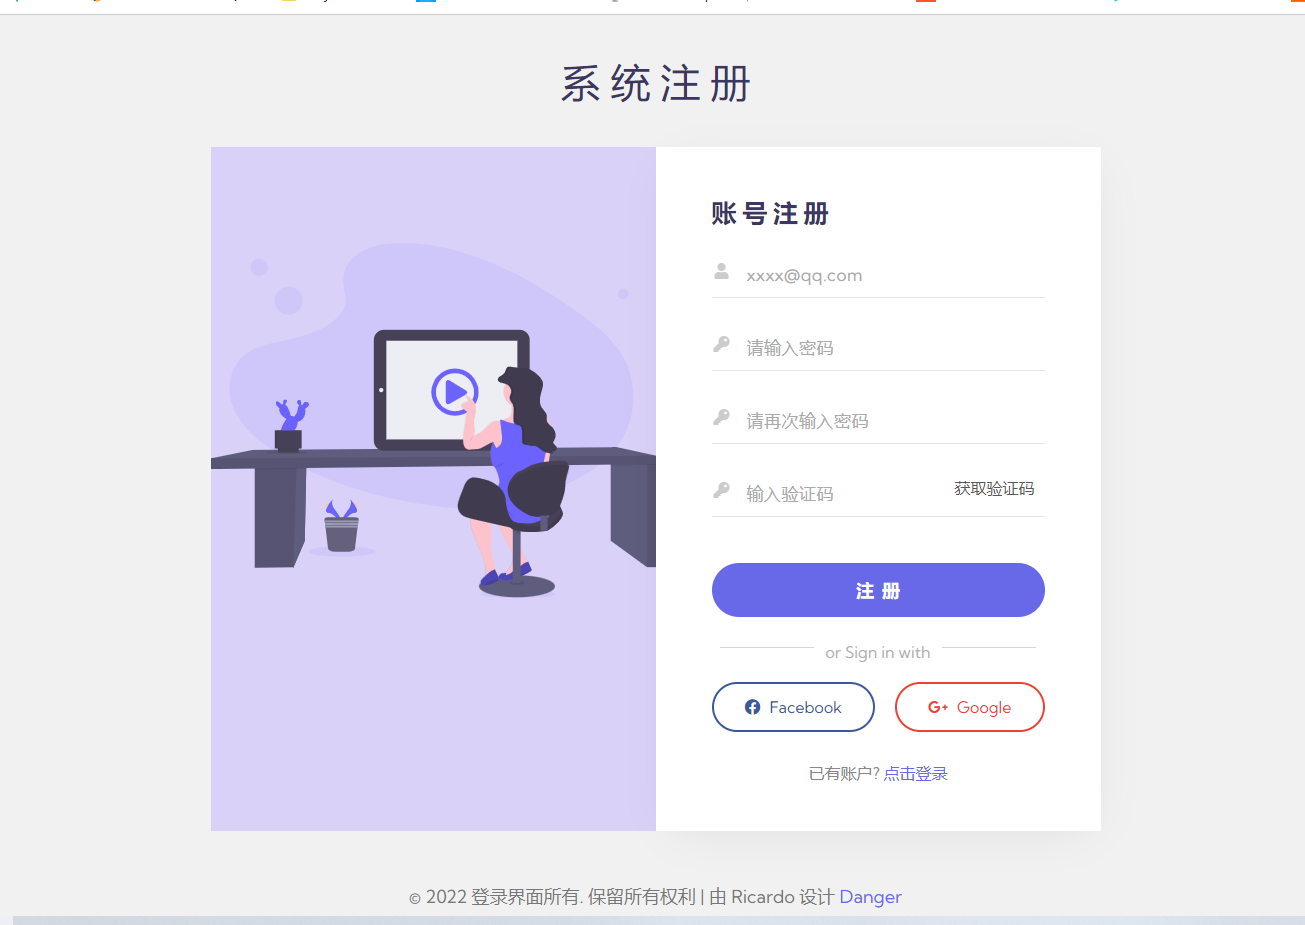 系统注册
账号注册
xxxx@qq.com
请输入密码
请再次输入密码
输入验证码 获取验证码
注 册
or Sign in with
Facebook G+ Google
已有账户? 点击登录
© 2022 登录界面所有. 保留所有权利 | 由 Ricardo 设计 Danger